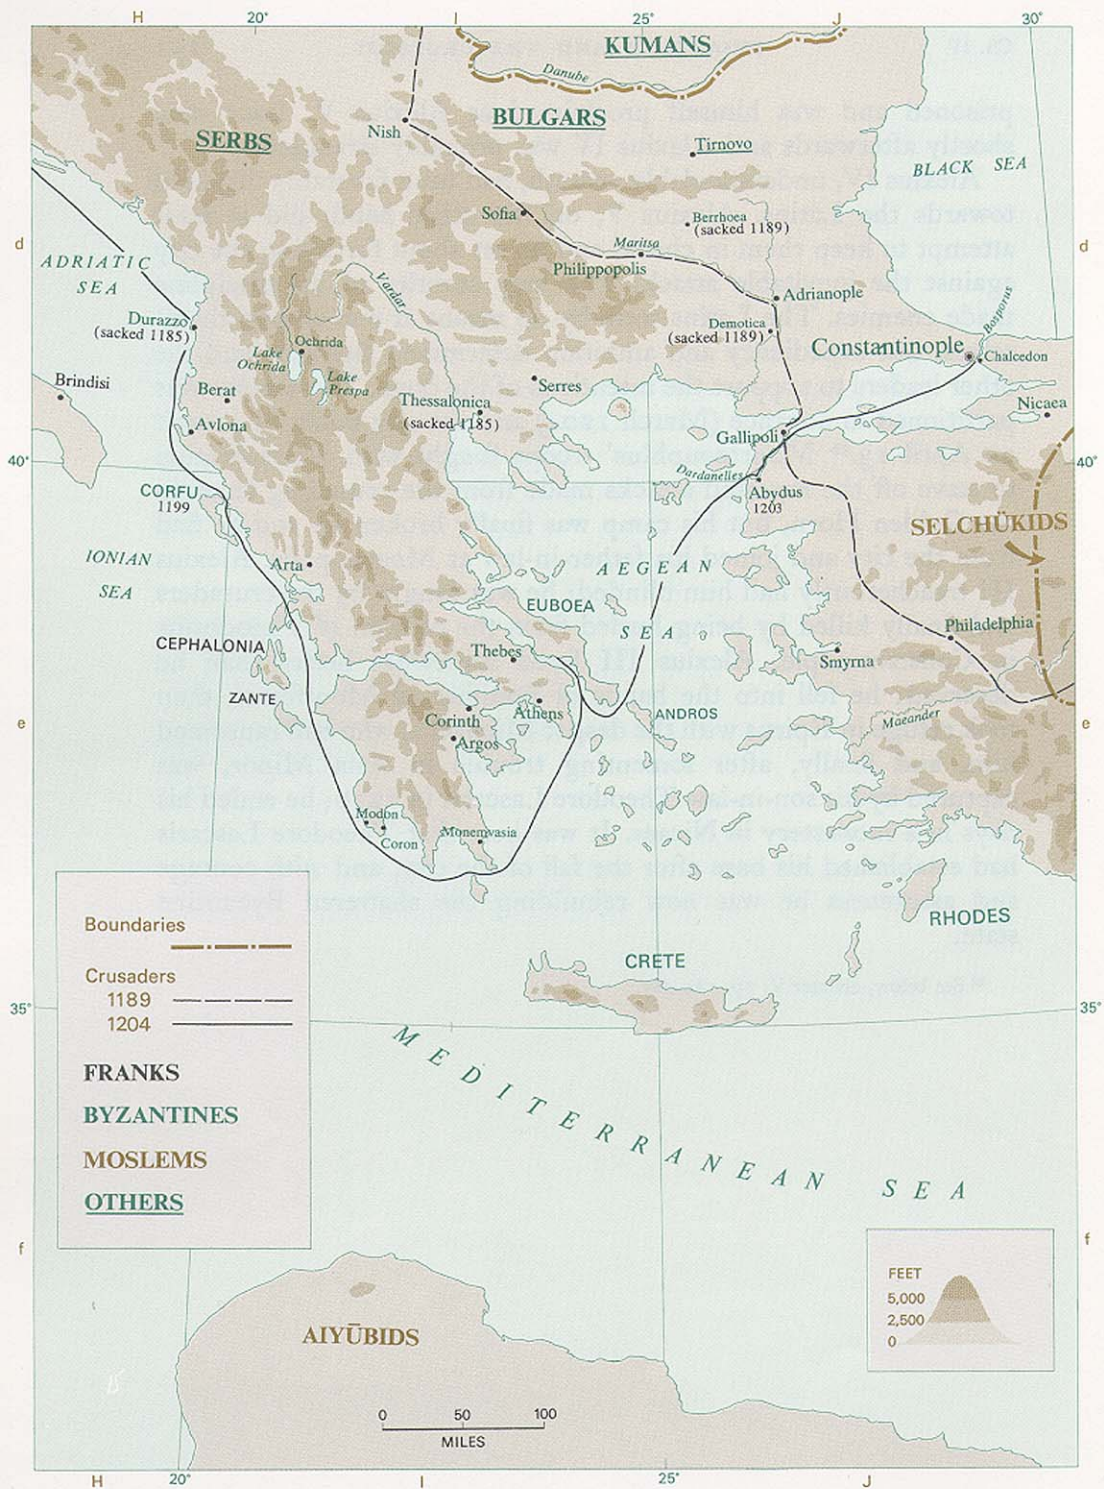 H
20°
I
25°
J
30°
KUMANS
Danube
BULGARS
Nish
SERBS
Tirnovo
BLACK SEA
Sofia
Berrhoea
(sacked 1189)
d
d
Maritsa
Philippopolis
ADRIATIC
SEA
Vardar
Adrianople
Bosporus
Durazzo
(sacked 1185)
Demotica
(sacked 1189)
Ochrida
Lake
Ochrida
Lake
Prespa
Constantinople
Chalcedon
Brindisi
Berat
Serres
Thessalonica
(sacked 1185)
Nicaea
Avlona
Gallipoli
40°
40°
Dardanelles
CORFU
1199
Abydus
1203
SELCHÜKIDS
IONIAN
SEA
Arta
AEGEAN
SEA
EUBOEA
Philadelphia
CEPHALONIA
Thebes
Smyrna
ZANTE
Corinth
Athens
ANDROS
Maeander
e
e
Argos
Modon
Coron
Monemvasia
RHODES
CRETE
Boundaries
Crusaders
1189
1204
35°
35°
FRANKS
BYZANTINES
MOSLEMS
OTHERS
MEDITERRANEAN SEA
f
f
FEET
5,000
2,500
0
AIYŪBIDS
0 50 100
MILES
H
20°
I
25°
J